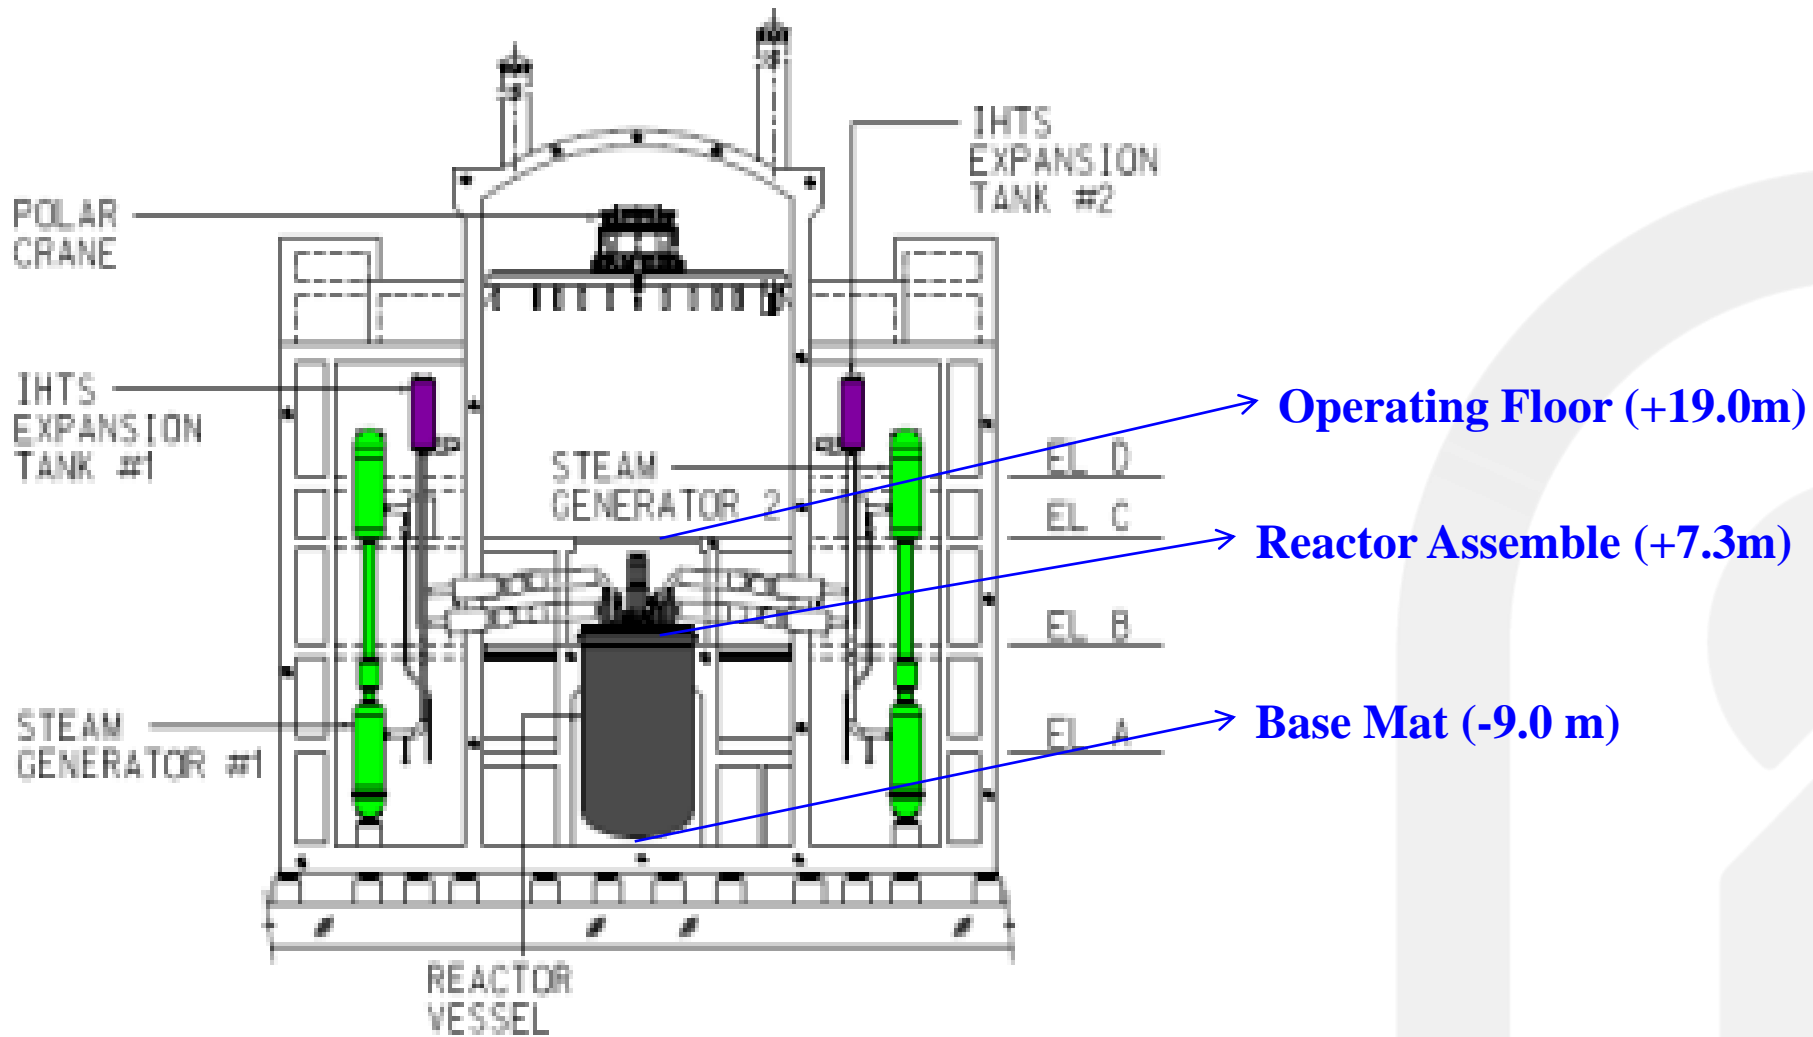 IHTS
EXPANSION
TANK #2
POLAR
CRANE
IHTS
EXPANSION
TANK #1
Operating Floor (+19.0m)
STEAM
GENERATOR 2
EL D
EL C
Reactor Assemble (+7.3m)
EL B
STEAM
GENERATOR #1
Base Mat (-9.0 m)
EL A
REACTOR
VESSEL